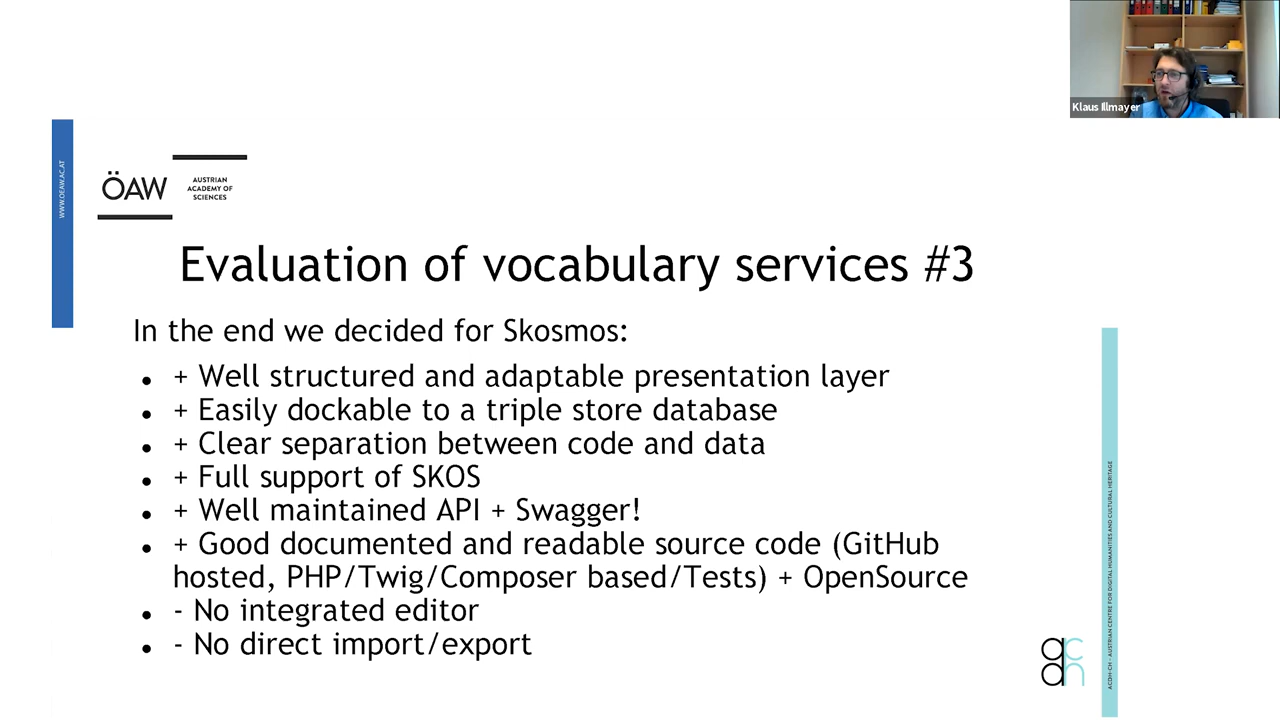 Klaus Illmayer
WWW.OEAW.AC.AT
ÖAW
AUSTRIAN
ACADEMY OF
SCIENCES
Evaluation of vocabulary services #3
In the end we decided for Skosmos:
• + Well structured and adaptable presentation layer
• + Easily dockable to a triple store database
• + Clear separation between code and data
• + Full support of SKOS
• + Well maintained API + Swagger!
• + Good documented and readable source code (GitHub
hosted, PHP/Twig/Composer based/Tests) + OpenSource
• - No integrated editor
• - No direct import/export
ACDH-CH - AUSTRIAN CENTRE FOR DIGITAL HUMANITIES AND CULTURAL HERITAGE
ac
dh